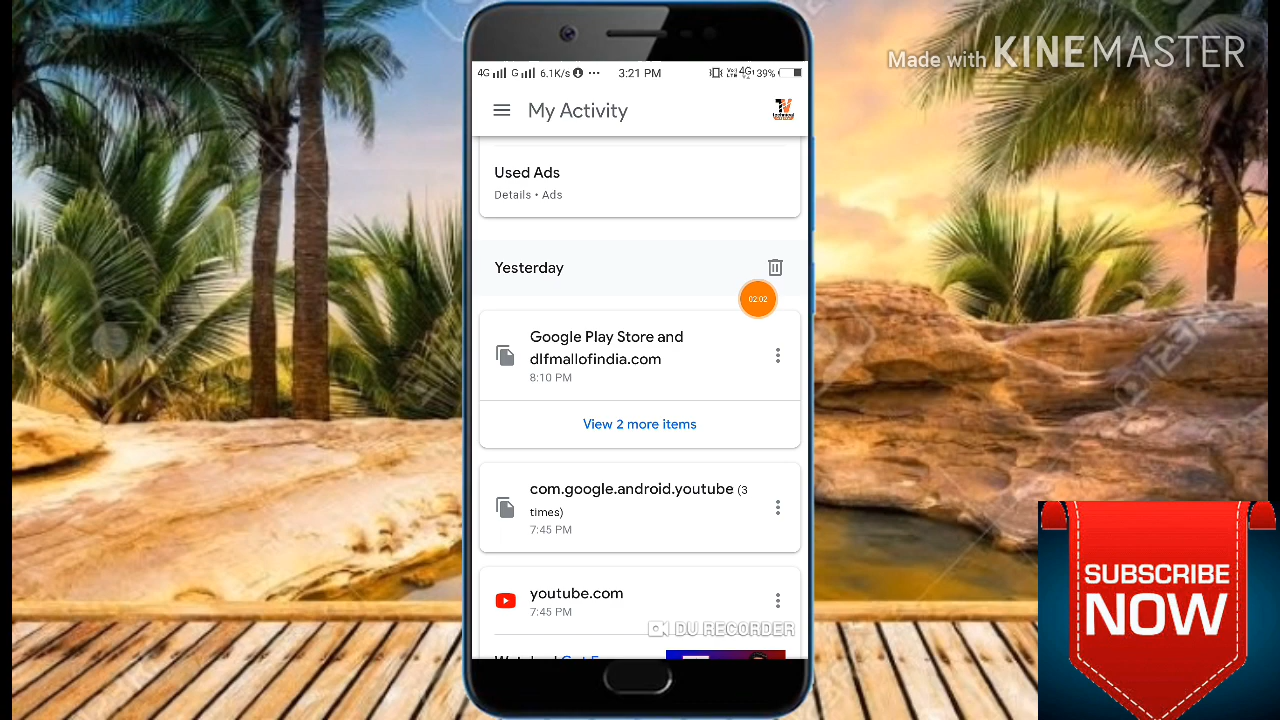 Made with KINEMASTER
4G G 6.1K/s 3:21 PM 4G 39%
My Activity
Used Ads
Details • Ads
Yesterday
02:02
Google Play Store and
dlfmallofindia.com
8:10 PM
View 2 more items
com.google.android.youtube (3
times)
7:45 PM
youtube.com
7:45 PM
DU RECORDER
SUBSCRIBE
NOW